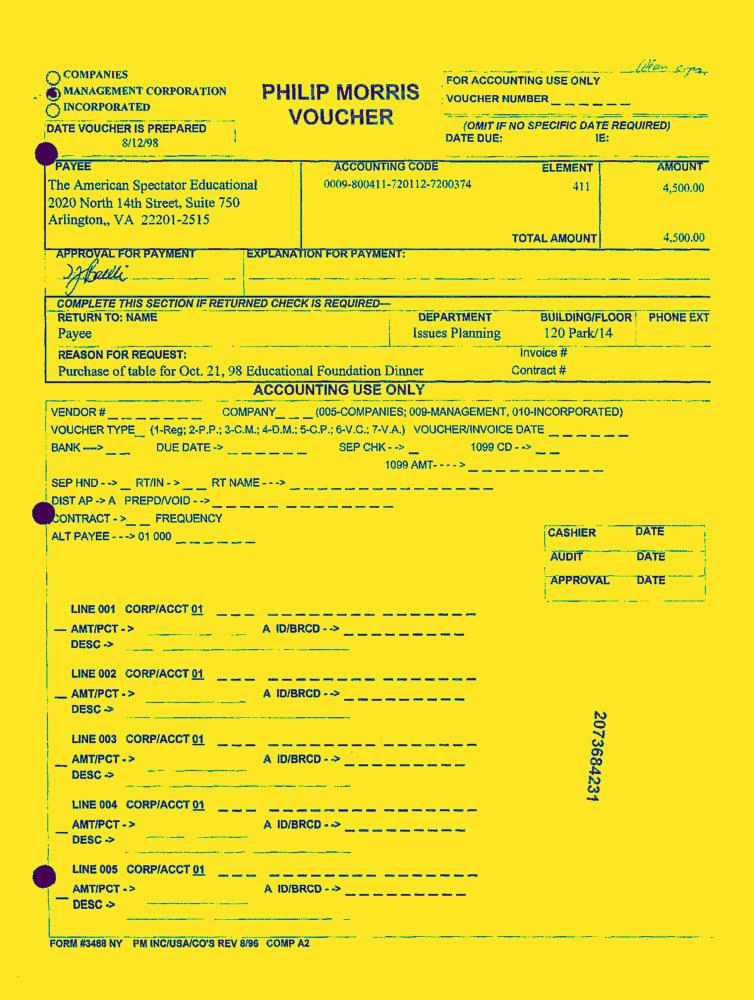 COMPANIES
MANAGEMENT CORPORATION
INCORPORATED
PHILIP MORRIS
VOUCHER
FOR ACCOUNTING USE ONLY
VOUCHER NUMBER _ _ _ _ _ _
DATE VOUCHER IS PREPARED
8/12/98
(OMIT IF NO SPECIFIC DATE REQUIRED)
DATE DUE: IE:
PAYEE ACCOUNTING CODE ELEMENT AMOUNT
The American Spectator Educational 0009-800411-720112-7200374 411 4,500.00
2020 North 14th Street, Suite 750
Arlington,, VA 22201-2515
TOTAL AMOUNT 4,500.00
APPROVAL FOR PAYMENT EXPLANATION FOR PAYMENT:
COMPLETE THIS SECTION IF RETURNED CHECK IS REQUIRED---
RETURN TO: NAME DEPARTMENT BUILDING/FLOOR PHONE EXT
Payee Issues Planning 120 Park/14
REASON FOR REQUEST: Invoice #
Purchase of table for Oct. 21, 98 Educational Foundation Dinner Contract #
ACCOUNTING USE ONLY
VENDOR # _ _ _ _ _ _ COMPANY _ _ _ (005-COMPANIES; 009-MANAGEMENT, 010-INCORPORATED)
VOUCHER TYPE _ (1-Reg; 2-P.P.; 3-C.M.; 4-D.M.; 5-C.P.; 6-V.C.; 7-V.A.) VOUCHER/INVOICE DATE _ _ _ _ _ _
BANK ----> DUE DATE -> _ _ _ _ _ _ SEP CHK - -> _ 1099 CD - -> _ _
1099 AMT- - - - > _ _ _ _ _ _ _ _ _
SEP HND - -> _ RT/IN - > _ RT NAME - - -> _ _ _ _ _ _ _ _ _ _ _ _ _
DIST AP -> A PREPD/VOID - -> _ _ _ _ _ _ _ _ _ _ _
CONTRACT - > _ _ FREQUENCY
ALT PAYEE - - -> 01 000 _ _ _ _ _ _
CASHIER DATE
AUDIT DATE
APPROVAL DATE
LINE 001 CORP/ACCT 01 _ _ _ _ _ _ _ _ _ _ _ _ _
AMT/PCT - > A ID/BRCD - -> _ _ _ _ _ _ _ _
DESC ->
LINE 002 CORP/ACCT 01 _ _ _ _ _ _ _ _ _ _ _ _ _
AMT/PCT - > A ID/BRCD - -> _ _ _ _ _ _ _ _
DESC ->
LINE 003 CORP/ACCT 01 _ _ _ _ _ _ _ _ _ _ _ _ _
AMT/PCT - > A ID/BRCD - -> _ _ _ _ _ _ _ _
DESC ->
LINE 004 CORP/ACCT 01 _ _ _ _ _ _ _ _ _ _ _ _ _
AMT/PCT - > A ID/BRCD - -> _ _ _ _ _ _ _ _
DESC ->
LINE 005 CORP/ACCT 01 _ _ _ _ _ _ _ _ _ _ _ _ _
AMT/PCT - > A ID/BRCD - -> _ _ _ _ _ _ _ _
DESC ->
2073684231
FORM #3488 NY PM INC/USA/CO'S REV 8/96 COMP A2